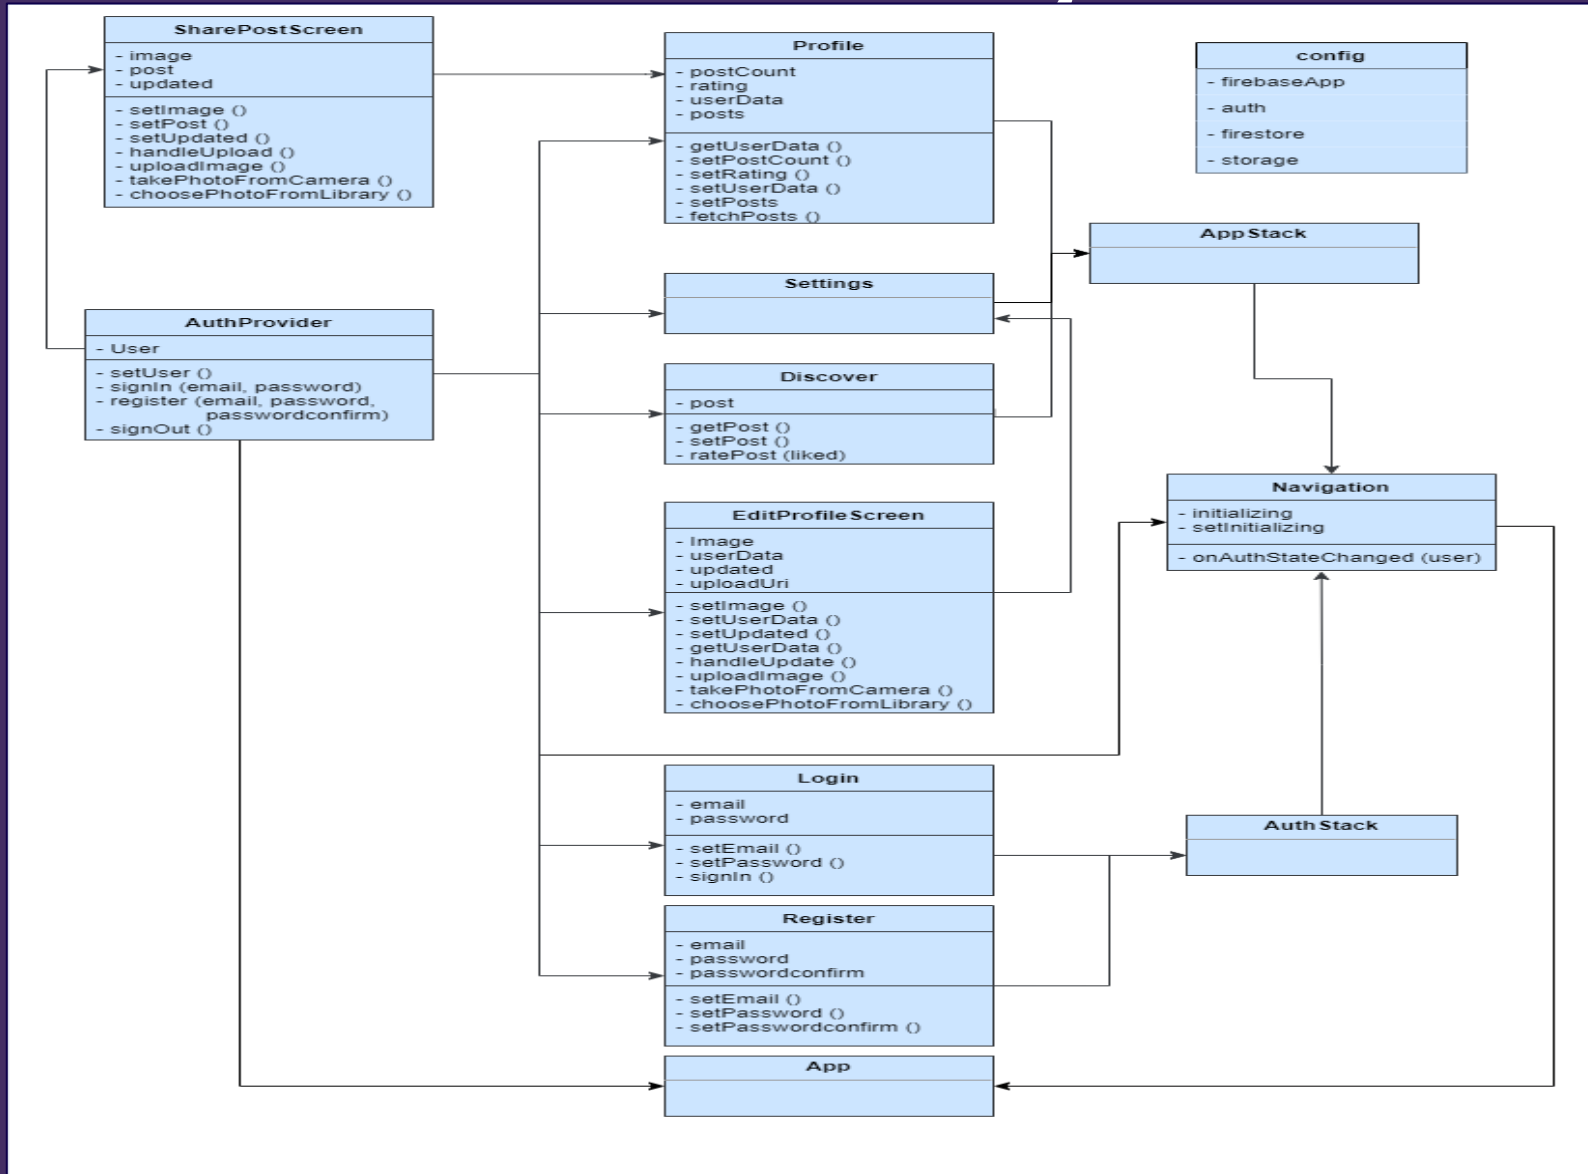 SharePostScreen
- image
- post
- updated
- setImage ()
- setPost ()
- setUpdated ()
- handleUpload ()
- uploadImage ()
- takePhotoFromCamera ()
- choosePhotoFromLibrary ()
Profile
- postCount
- rating
- userData
- posts
- getUserData ()
- setPostCount ()
- setRating ()
- setUserData ()
- setPosts
- fetchPosts ()
config
- firebaseApp
- auth
- firestore
- storage
AppStack
Settings
AuthProvider
- User
- setUser ()
- signIn (email, password)
- register (email, password,
passwordconfirm)
- signOut ()
Discover
- post
- getPost ()
- setPost ()
- ratePost (liked)
Navigation
- initializing
- setInitializing
- onAuthStateChanged (user)
EditProfileScreen
- Image
- userData
- updated
- uploadUri
- setImage ()
- setUserData ()
- setUpdated ()
- getUserData ()
- handleUpdate ()
- uploadImage ()
- takePhotoFromCamera ()
- choosePhotoFromLibrary ()
Login
- email
- password
- setEmail ()
- setPassword ()
- signIn ()
AuthStack
Register
- email
- password
- passwordconfirm
- setEmail ()
- setPassword ()
- setPasswordconfirm ()
App